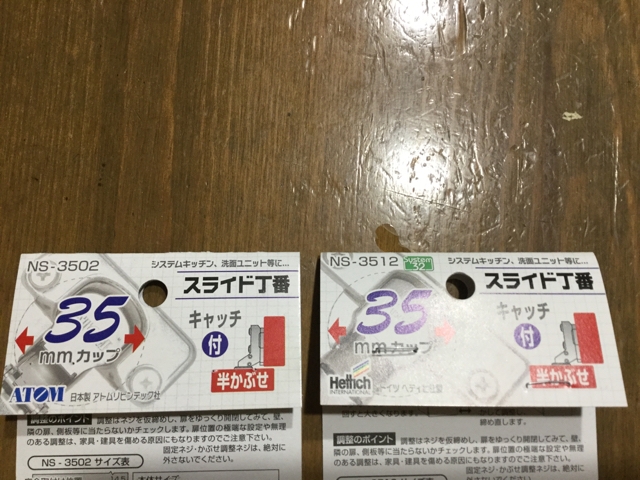 NS-3502
システムキッチン、洗面ユニット等に...
スライド丁番
35
mmカップ
キャッチ
付
半かぶせ
ATOM
日本製 アトムリビンテック社
調整のポイント
調整はネジを仮締めし、扉をゆっくり開閉してみて、壁、
隣の扉、側板等に当たらないかチェックします。扉位置の極端な設定や無理
のある調整は、家具・建具を傷める原因にもなりますのでご注意下さい。
固定ネジ・かぶせ調整ネジは、絶対に
外さないでください。
NS-3502 サイズ表
NS-3512
System
32
システムキッチン、洗面ユニット等に...
スライド丁番
35
mmカップ
キャッチ
付
半かぶせ
Hettich
INTERNATIONAL
ドイツ
調整のポイント
調整はネジを仮締めし、扉をゆっくり開閉してみて、壁、
隣の扉、側板等に当たらないかチェックします。扉位置の極端な設定や無理
のある調整は、家具・建具を傷める原因にもなりますのでご注意下さい。
固定ネジ・かぶせ調整ネジは、絶対に
外さないでください。